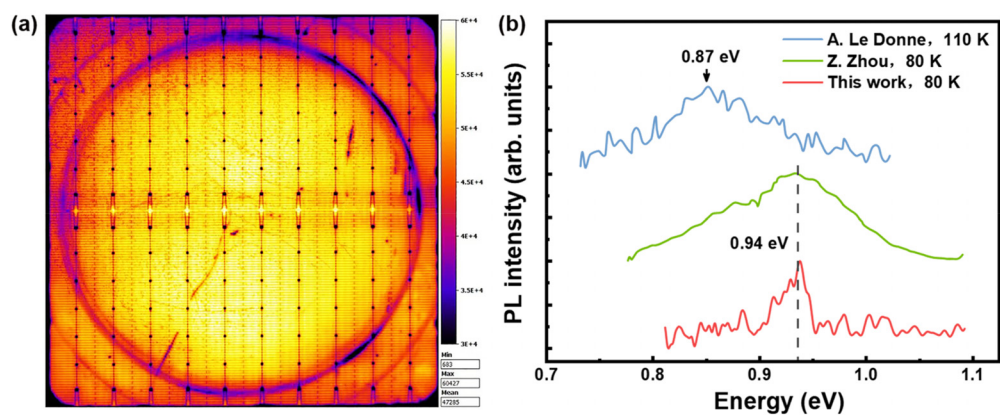 (a)
6E+4
5.5E+4
5E+4
4.5E+4
4E+4
3.5E+4
3E+4
Min
683
Max
60427
Mean
47285
(b)
A. Le Donne, 110 K
Z. Zhou, 80 K
This work, 80 K
0.87 eV
0.94 eV
PL intensity (arb. units)
0.7 0.8 0.9 1.0 1.1
Energy (eV)